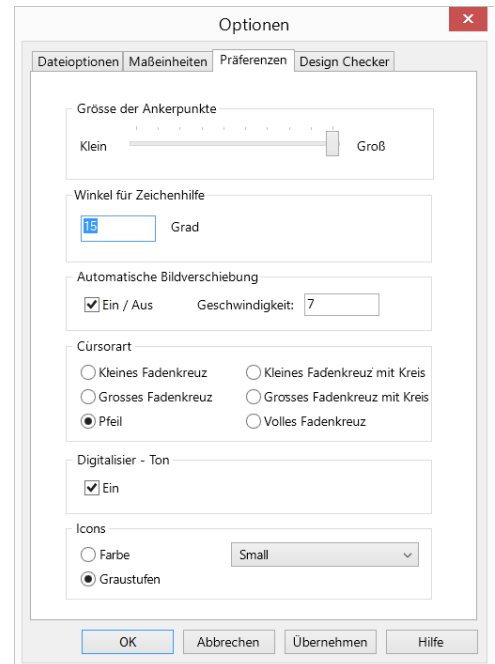 Optionen
Dateioptionen Maßeinheiten Präferenzen Design Checker
Grösse der Ankerpunkte
Klein Groß
Winkel für Zeichenhilfe
15 Grad
Automatische Bildverschiebung
Ein / Aus Geschwindigkeit: 7
Cursorart
Kleines Fadenkreuz Kleines Fadenkreuz mit Kreis
Grosses Fadenkreuz Grosses Fadenkreuz mit Kreis
Pfeil Volles Fadenkreuz
Digitalisier - Ton
Ein
Icons
Farbe Small
Graustufen
OK Abbrechen Übernehmen Hilfe